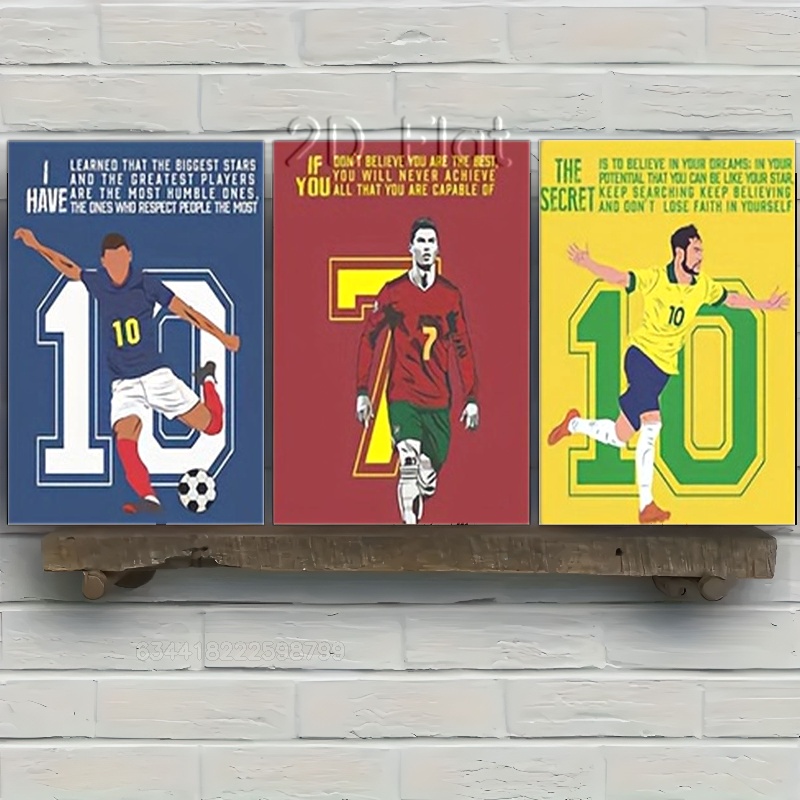 2D Flat
I HAVE
LEARNED THAT THE BIGGEST STARS
AND THE GREATEST PLAYERS
ARE THE MOST HUMBLE ONES,
THE ONES WHO RESPECT PEOPLE THE MOST
10
10
IF YOU
DON'T BELIEVE YOU ARE THE BEST,
YOU WILL NEVER ACHIEVE
ALL THAT YOU ARE CAPABLE OF
7
7
THE SECRET
IS TO BELIEVE IN YOUR DREAMS; IN YOUR
POTENTIAL THAT YOU CAN BE LIKE YOUR STAR,
KEEP SEARCHING KEEP BELIEVING
AND DON'T LOSE FAITH IN YOURSELF
10
10
634418222598799